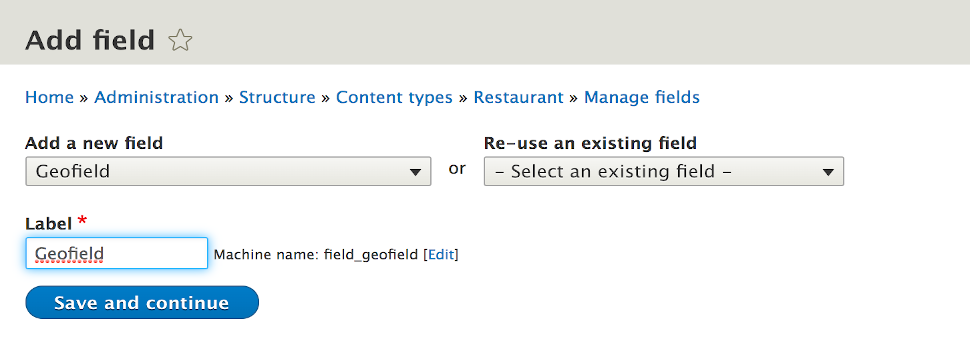 Add field
Home » Administration » Structure » Content types » Restaurant » Manage fields
Add a new field
Re-use an existing field
Geofield
or
- Select an existing field -
Label *
Geofield
Machine name: field_geofield [Edit]
Save and continue